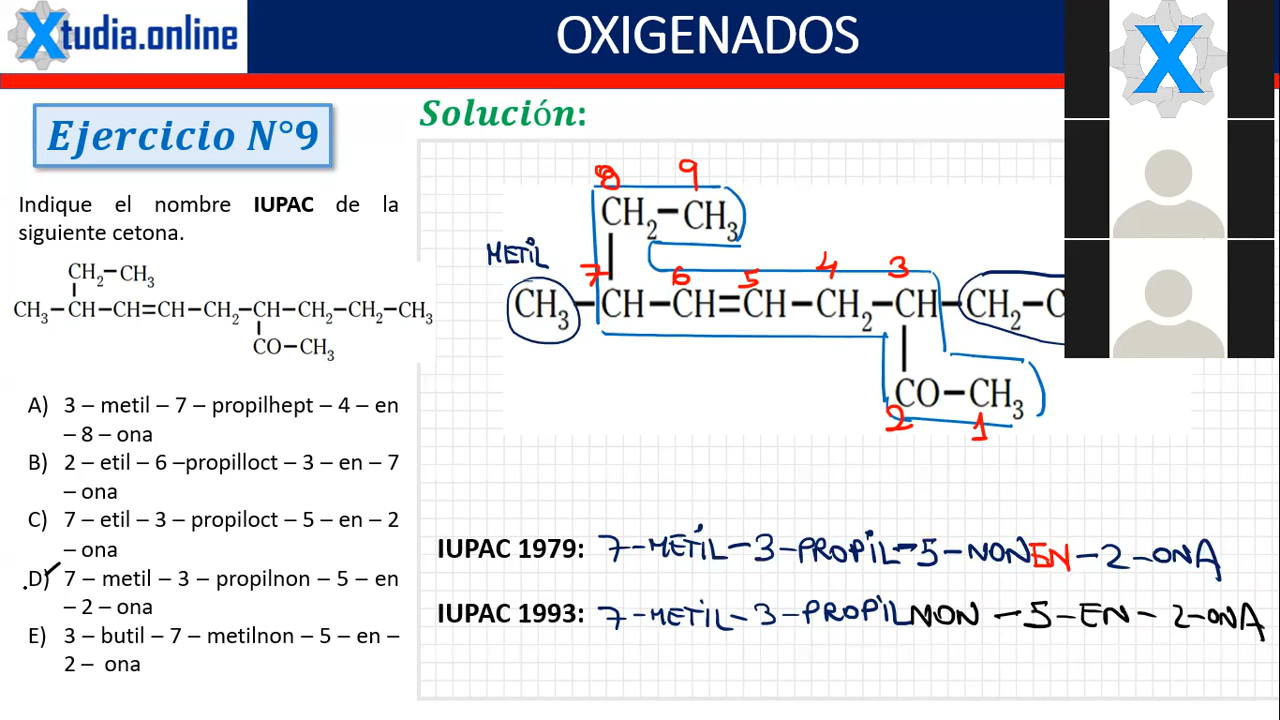 Xtudia.online
OXIGENADOS
X
Ejercicio N°9
Solución:
Indique el nombre IUPAC de la
siguiente cetona.
CH2–CH3
CH3–CH–CH=CH–CH2–CH–CH2–CH2–CH3
CO–CH3
A) 3 – metil – 7 – propilhept – 4 – en
– 8 – ona
B) 2 – etil – 6 –propilloct – 3 – en – 7
– ona
C) 7 – etil – 3 – propiloct – 5 – en – 2
– ona
D) 7 – metil – 3 – propilnon – 5 – en
– 2 – ona
E) 3 – butil – 7 – metilnon – 5 – en –
2 – ona
8 9
CH2–CH3
METIL
7 6 5 4 3
CH3–CH–CH=CH–CH2–CH–CH2–C
CO–CH3
2 1
IUPAC 1979: 7-METIL-3-PROPIL-5-NONEN-2-ONA
IUPAC 1993: 7-METIL-3-PROPILNON-5-EN-2-ONA